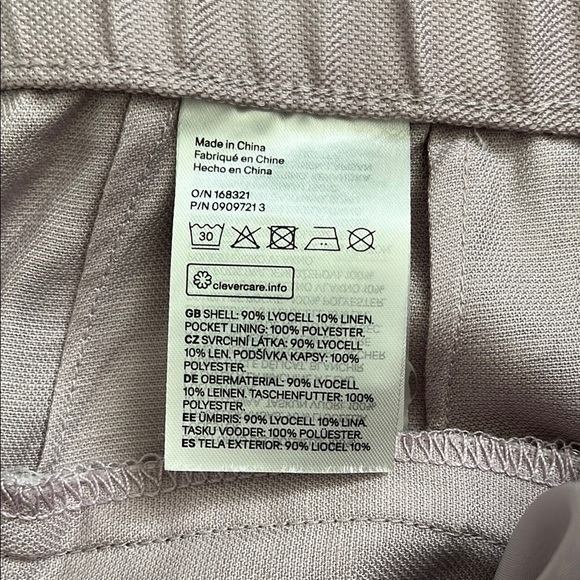 Made in China
Fabriqué en Chine
Hecho en China
O/N 168321
P/N 0909721 3
30
clevercare.info
GB SHELL: 90% LYOCELL 10% LINEN.
POCKET LINING: 100% POLYESTER.
CZ SVRCHNÍ LÁTKA: 90% LYOCELL
10% LEN. PODŠÍVKA KAPSY: 100%
POLYESTER.
DE OBERMATERIAL: 90% LYOCELL
10% LEINEN. TASCHENFUTTER: 100%
POLYESTER.
EE ÜMBRIS: 90% LYOCELL 10% LINA.
TASKU VOODER: 100% POLÜESTER.
ES TELA EXTERIOR: 90% LIOCEL 10%